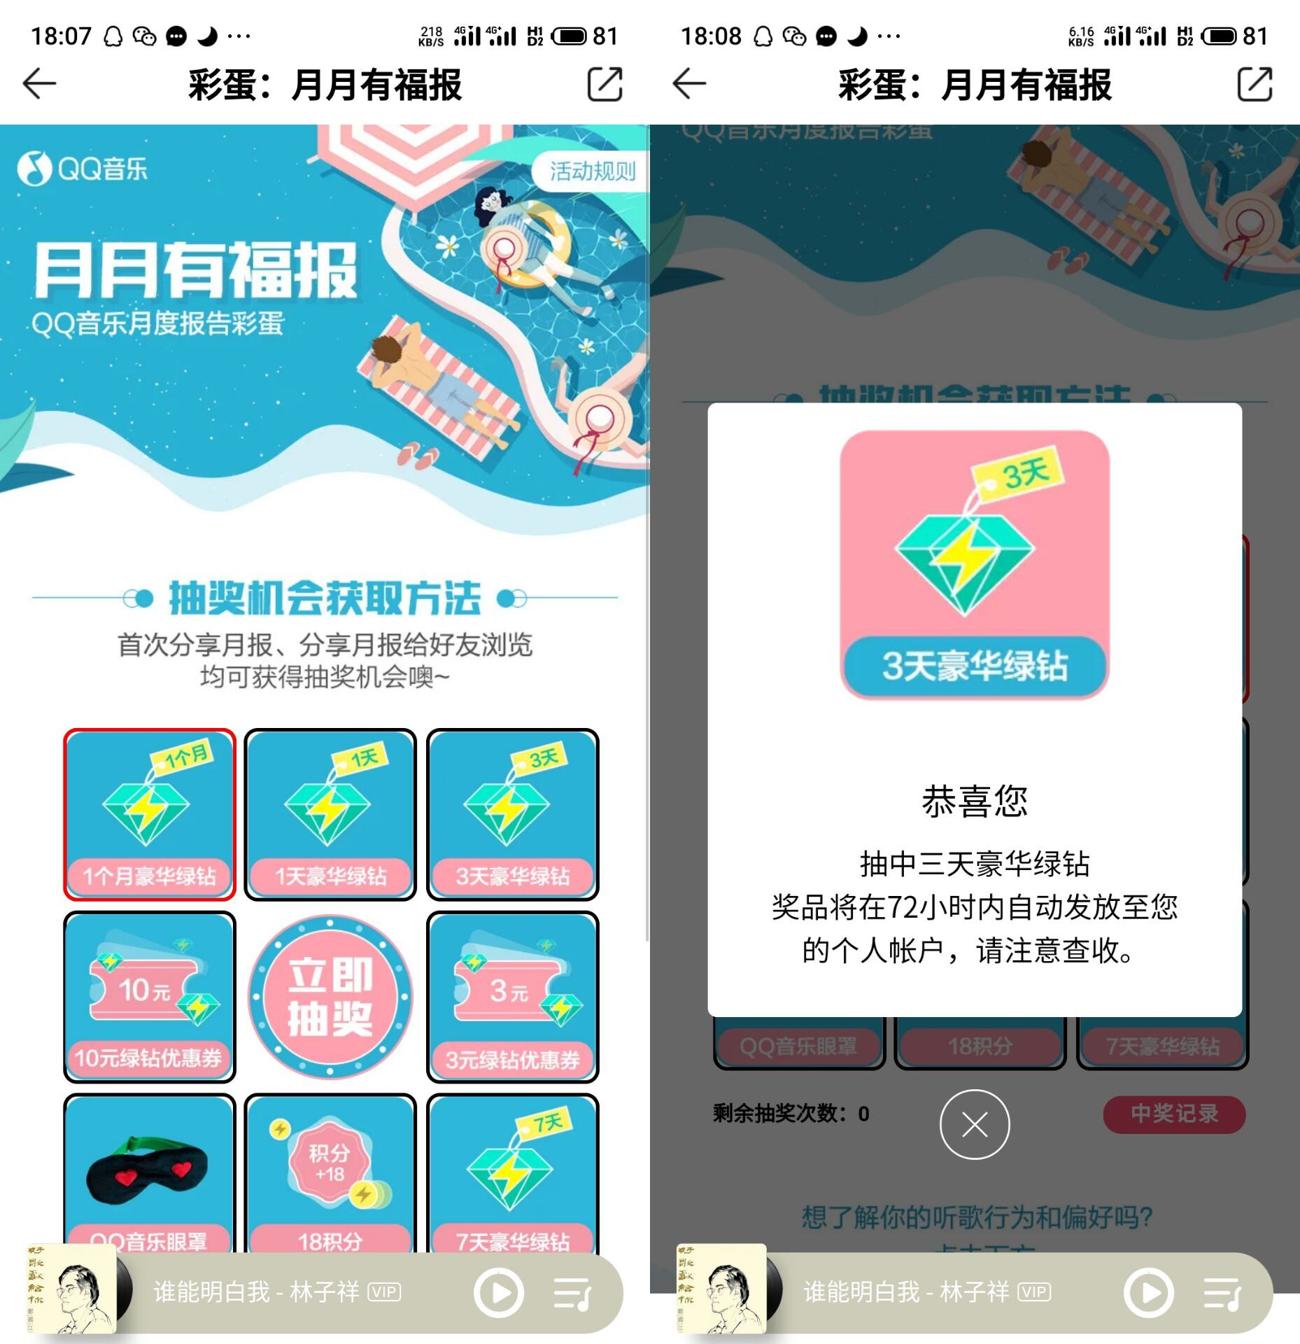 18:07
218
KB/S
4G
4G+
HD
1
2
81
彩蛋：月月有福报
QQ音乐
活动规则
月月有福报
QQ音乐月度报告彩蛋
抽奖机会获取方法
首次分享月报、分享月报给好友浏览
均可获得抽奖机会噢~
1个月
1天
3天
1个月豪华绿钻
1天豪华绿钻
3天豪华绿钻
10元
立即
抽奖
3元
10元绿钻优惠券
3元绿钻优惠券
积分
+18
7天
QQ音乐眼罩
18积分
7天豪华绿钻
谁能明白我 - 林子祥 VIP
18:08
6.16
KB/S
4G
4G+
HD
1
2
81
彩蛋：月月有福报
QQ音乐月度报告彩蛋
抽奖机会获取方法
3天
3天豪华绿钻
恭喜您
抽中三天豪华绿钻
奖品将在72小时内自动发放至您
的个人帐户，请注意查收。
QQ音乐眼罩
18积分
7天豪华绿钻
剩余抽奖次数：0
中奖记录
想了解你的听歌行为和偏好吗？
谁能明白我 - 林子祥 VIP